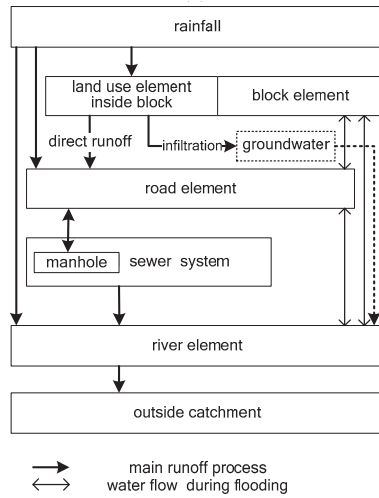 rainfall
land use element
inside block
block element
direct runoff
infiltration
groundwater
road element
manhole
sewer system
river element
outside catchment
main runoff process
water flow during flooding